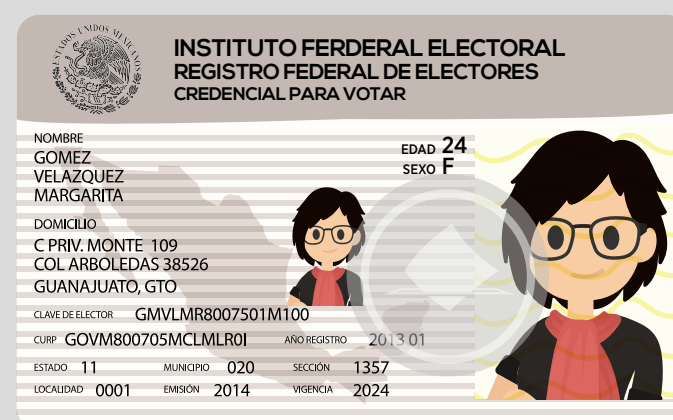 ESTADOS UNIDOS MEXICANOS
INSTITUTO FERDERAL ELECTORAL
REGISTRO FEDERAL DE ELECTORES
CREDENCIAL PARA VOTAR
NOMBRE
GOMEZ
VELAZQUEZ
MARGARITA
EDAD 24
SEXO F
DOMICILIO
C PRIV. MONTE 109
COL ARBOLEDAS 38526
GUANAJUATO, GTO
CLAVE DE ELECTOR GMVLMR8007501M100
CURP GOVM800705MCLMLR0I AÑO REGISTRO 2013 01
ESTADO 11 MUNICIPIO 020 SECCIÓN 1357
LOCALIDAD 0001 EMISIÓN 2014 VIGENCIA 2024